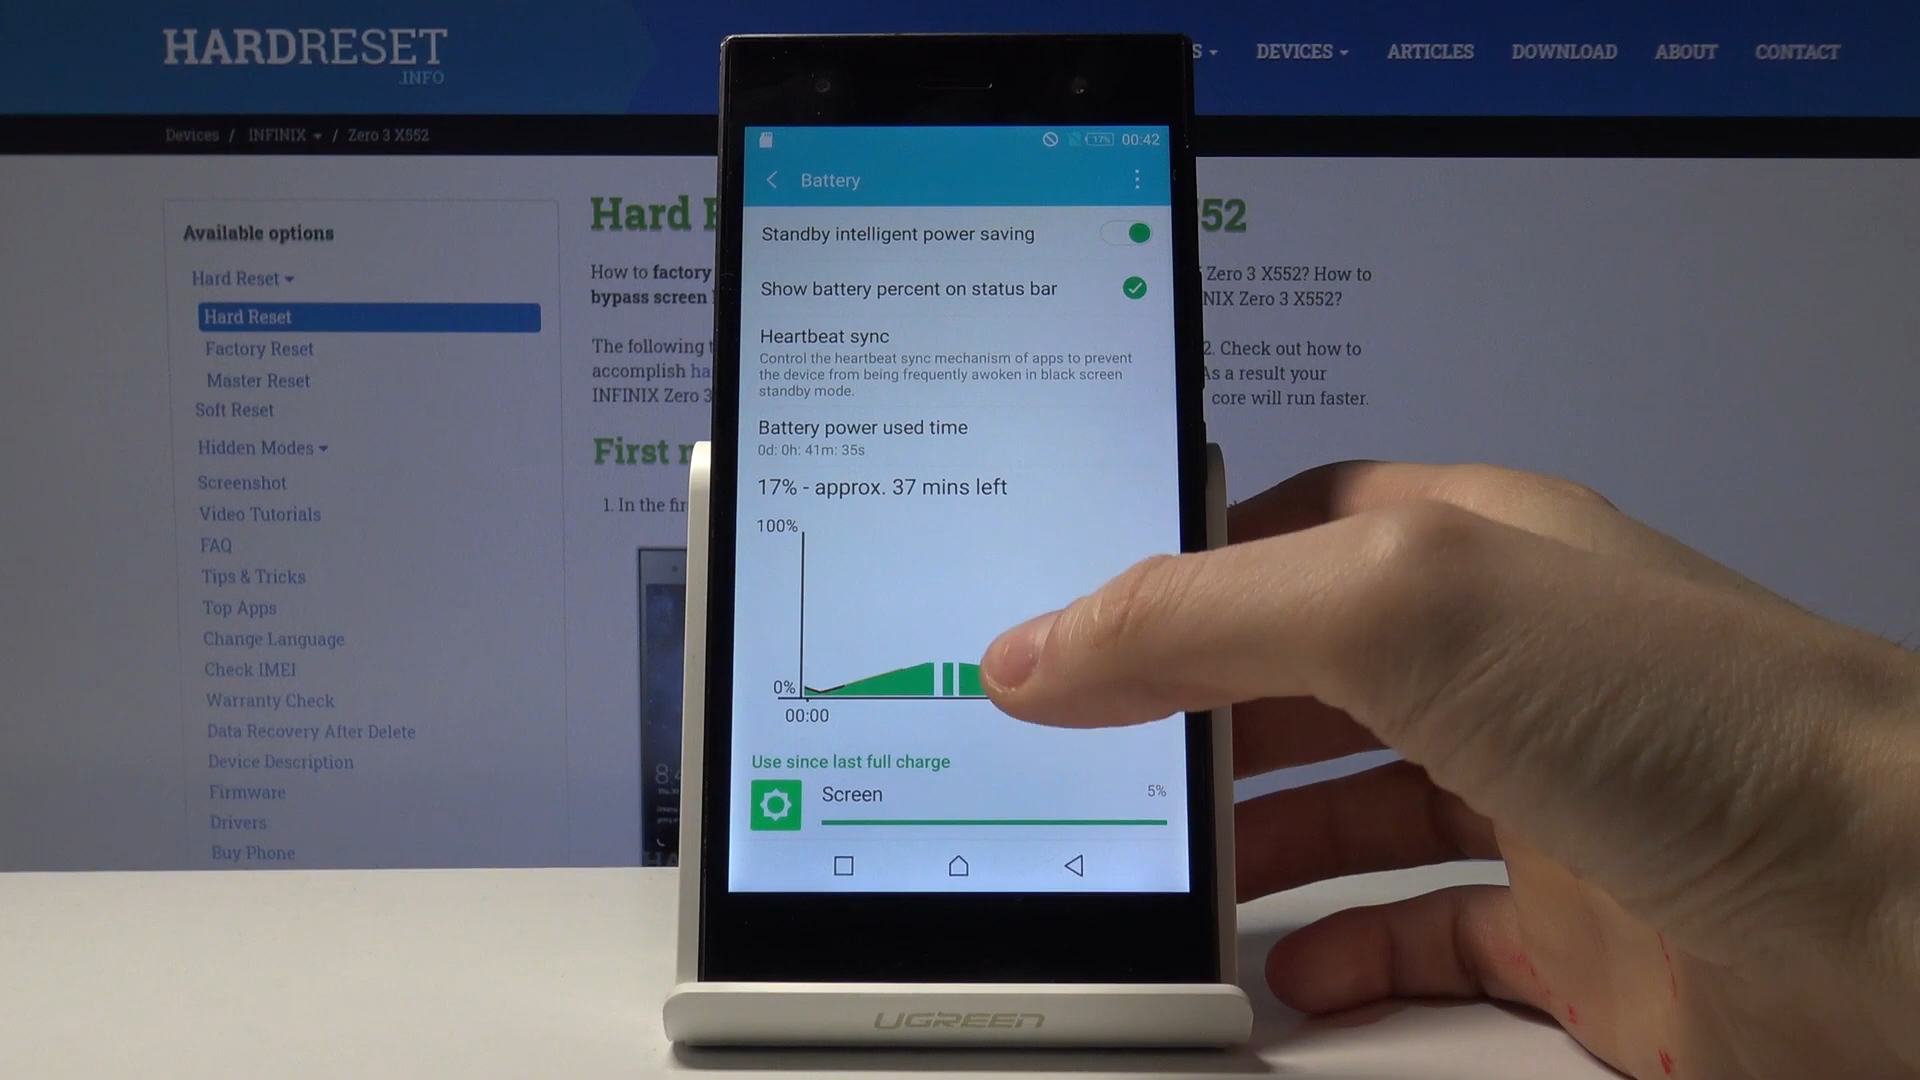 HARDRESET
.INFO
S
DEVICES
ARTICLES
DOWNLOAD
ABOUT
CONTACT
Devices / INFINIX / Zero 3 X552
Available options
Hard Reset
Hard Reset
Factory Reset
Master Reset
Soft Reset
Hidden Modes
Screenshot
Video Tutorials
FAQ
Tips & Tricks
Top Apps
Change Language
Check IMEI
Warranty Check
Data Recovery After Delete
Device Description
Firmware
Drivers
Buy Phone
Hard
52
How to factory
bypass screen
Zero 3 X552? How to
NIX Zero 3 X552?
The following
accomplish ha
INFINIX Zero 3
2. Check out how to
As a result your
core will run faster.
First
1. In the fir
17%
00:42
Battery
Standby intelligent power saving
Show battery percent on status bar
Heartbeat sync
Control the heartbeat sync mechanism of apps to prevent
the device from being frequently awoken in black screen
standby mode.
Battery power used time
0d: 0h: 41m: 35s
17% - approx. 37 mins left
100%
0%
00:00
Use since last full charge
Screen
5%
UGREEN